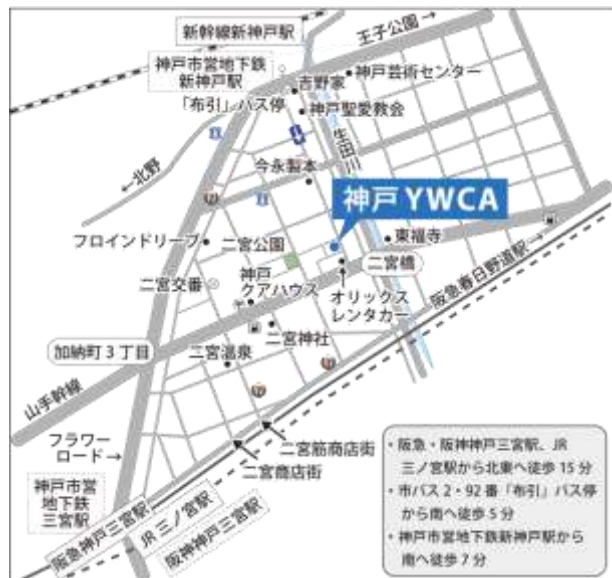 新幹線新神戸駅
王子公園→
神戸市営地下鉄
新神戸駅
神戸芸術センター
吉野家
「布引」バス停
神戸聖愛教会
生田川
←北野
今永製本
神戸 YWCA
フロインドリーブ
二宮公園
東福寺
二宮橋
阪急春日野道駅→
二宮交番
神戸
クアハウス
オリックス
レンタカー
二宮神社
加納町3丁目
二宮温泉
山手幹線
フラワー
ロード→
二宮筋商店街
二宮商店街
神戸市営
地下鉄
三宮駅
阪急神戸三宮駅
JR 三ノ宮駅
阪神神戸三宮駅
・阪急・阪神神戸三宮駅、JR
三ノ宮駅から北東へ徒歩 15 分
・市バス 2・92 番「布引」バス停
から南へ徒歩 5 分
・神戸市営地下鉄新神戸駅から
南へ徒歩 7 分